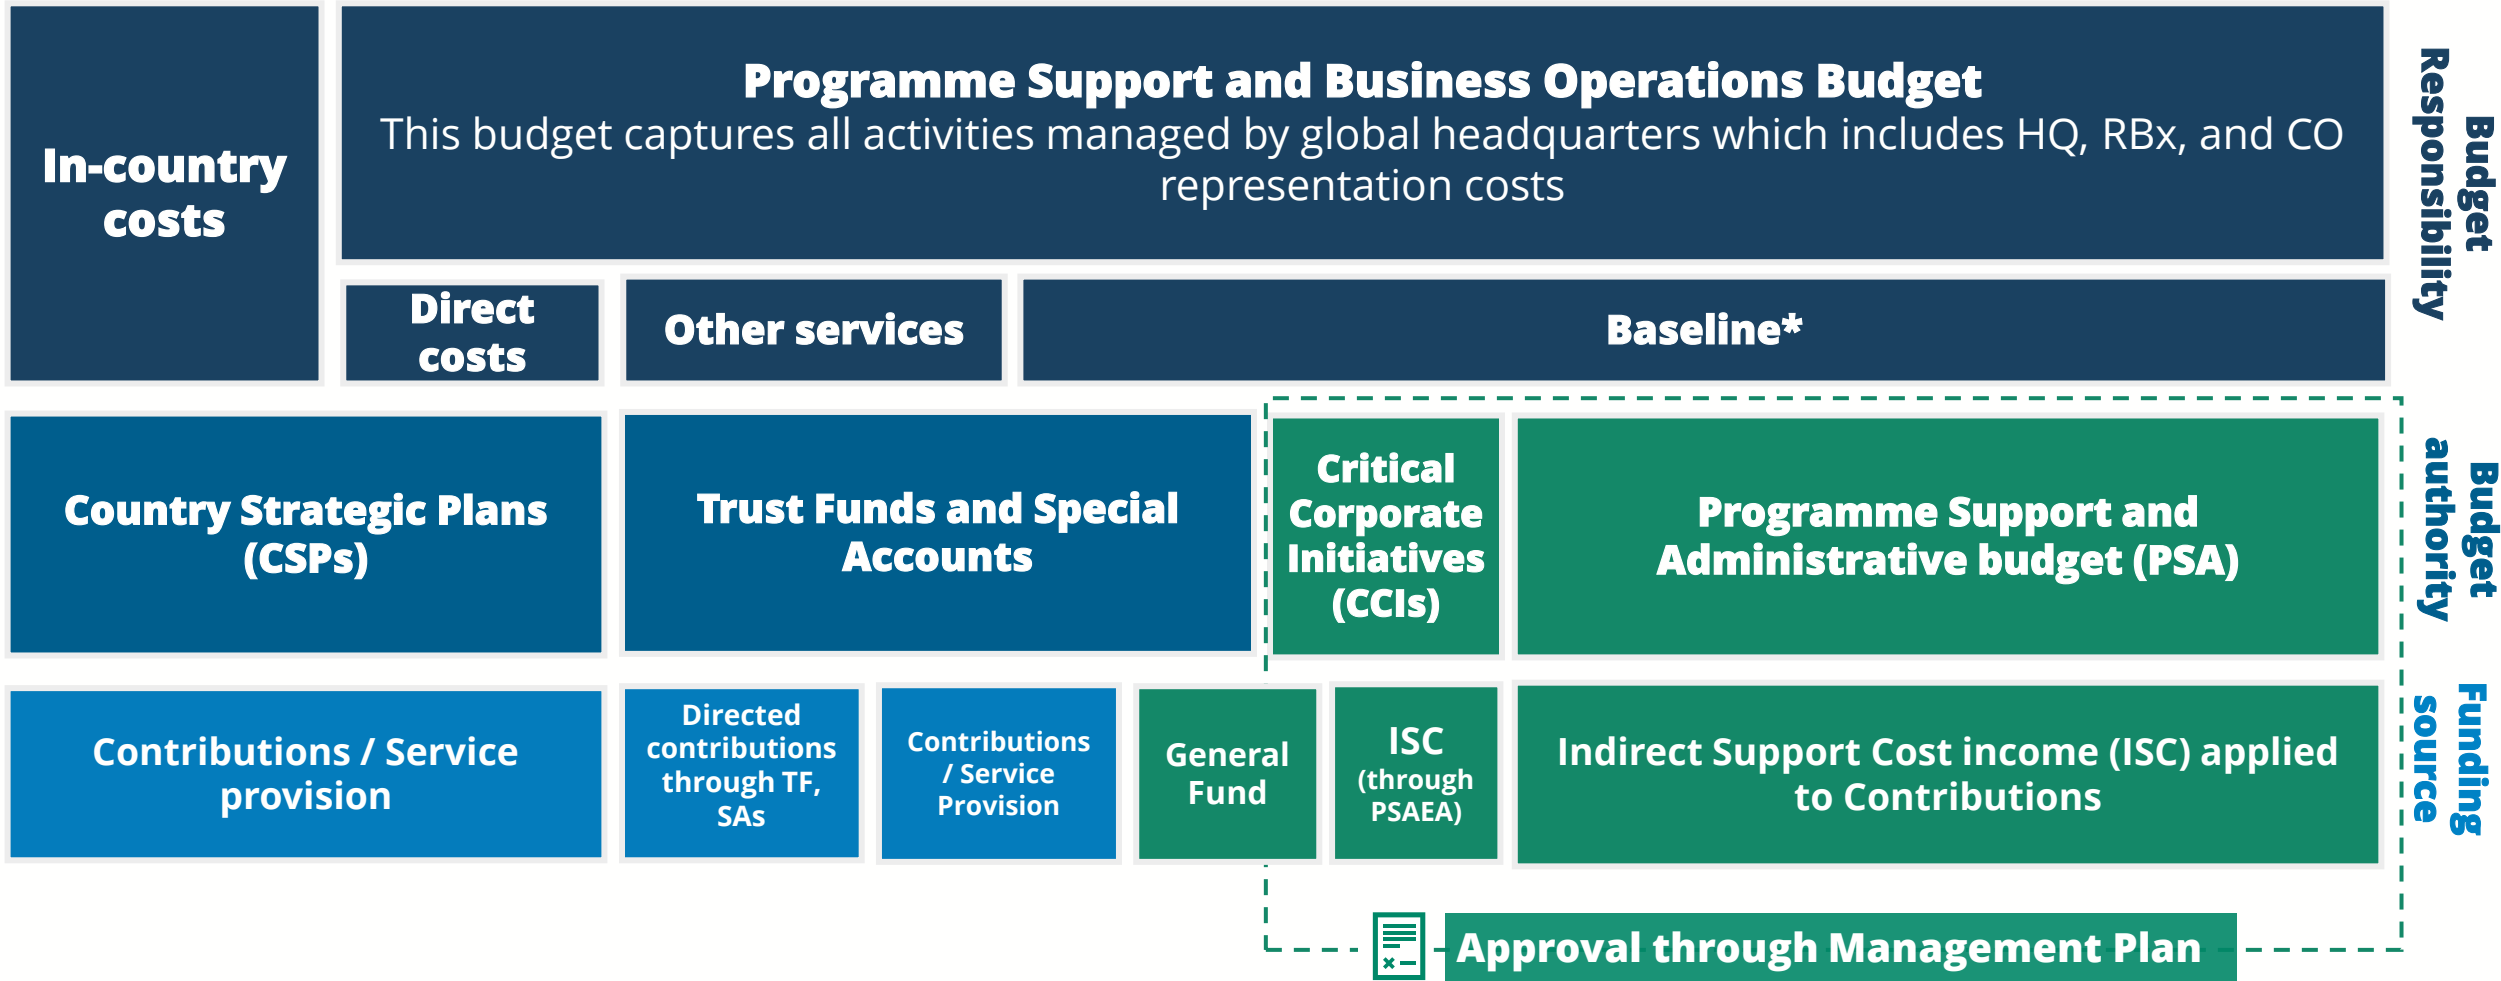 In-country
costs
Programme Support and Business Operations Budget
This budget captures all activities managed by global headquarters which includes HQ, RBx, and CO
representation costs
Direct
costs
Other services
Baseline*
Budget
Responsibility
Country Strategic Plans
(CSPs)
Trust Funds and Special
Accounts
Critical
Corporate
Initiatives
(CCIs)
Programme Support and
Administrative budget (PSA)
Budget
authority
Contributions / Service
provision
Directed
contributions
through TF,
SAs
Contributions
/ Service
Provision
General
Fund
ISC
(through
PSAEA)
Indirect Support Cost income (ISC) applied
to Contributions
Funding
source
Approval through Management Plan